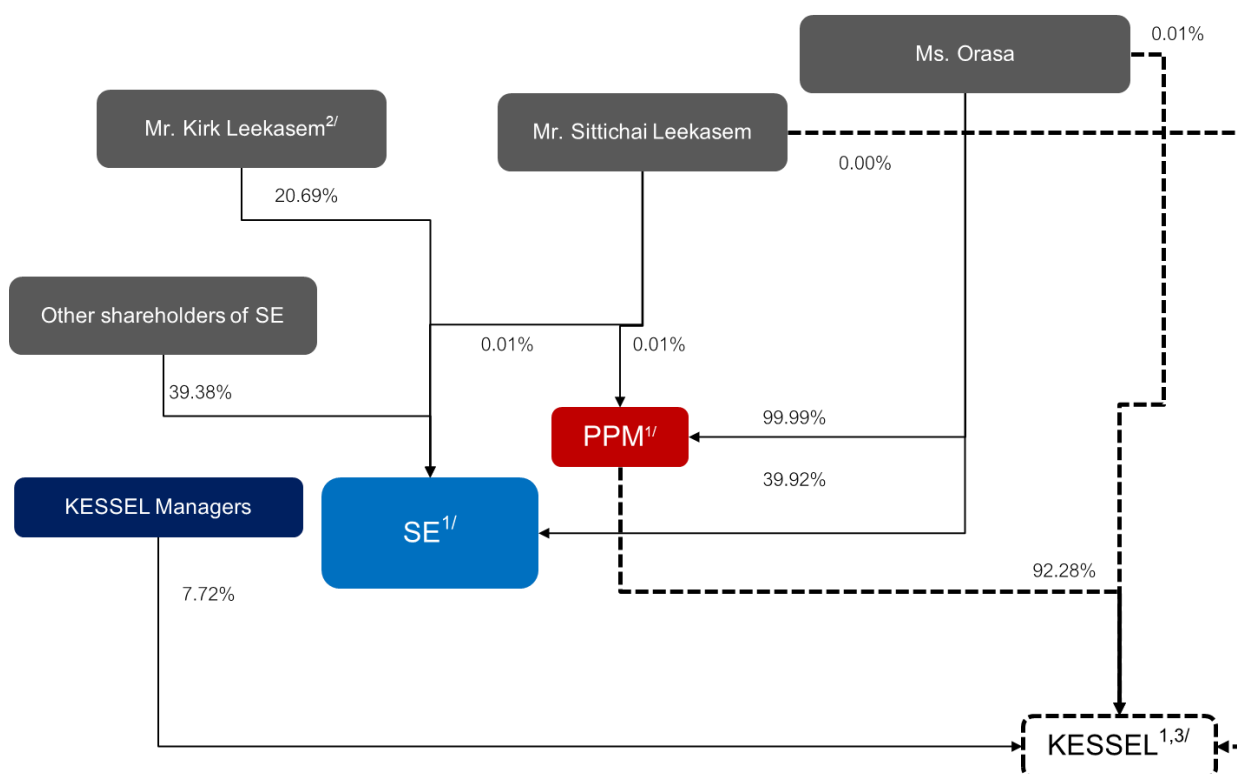 Ms. Orasa
0.01%
Mr. Kirk Leekasem2/
Mr. Sittichai Leekasem
0.00%
20.69%
Other shareholders of SE
0.01%
0.01%
39.38%
PPM1/
99.99%
39.92%
KESSEL Managers
SE1/
7.72%
92.28%
KESSEL1,3/